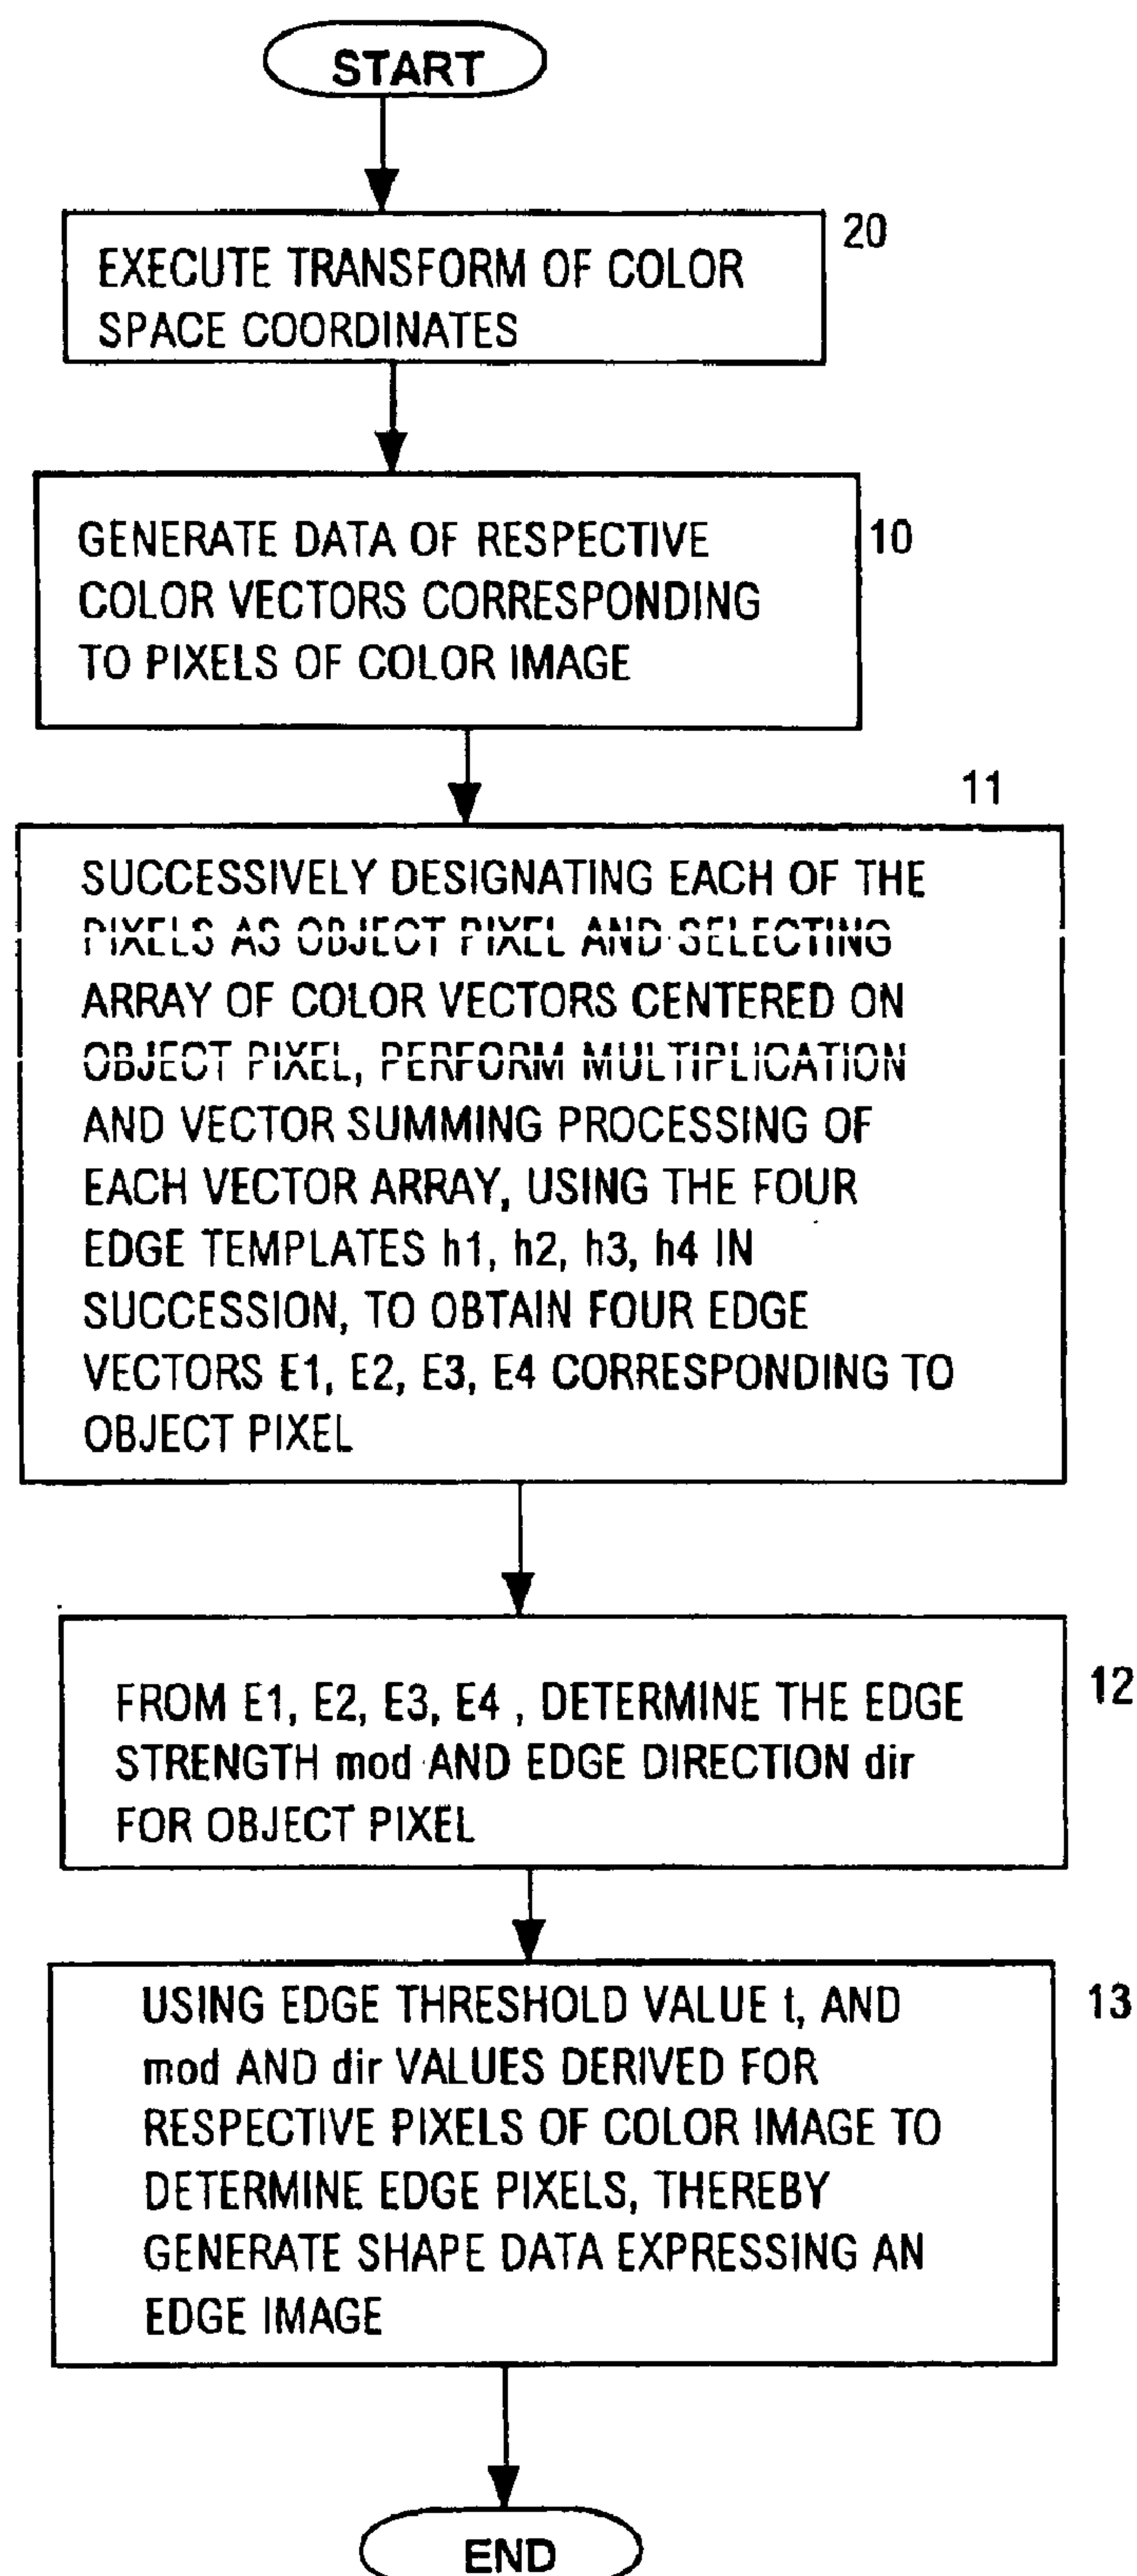 START
20
EXECUTE TRANSFORM OF COLOR
SPACE COORDINATES
10
GENERATE DATA OF RESPECTIVE
COLOR VECTORS CORRESPONDING
TO PIXELS OF COLOR IMAGE
11
SUCCESSIVELY DESIGNATING EACH OF THE
PIXELS AS OBJECT PIXEL AND SELECTING
ARRAY OF COLOR VECTORS CENTERED ON
OBJECT PIXEL, PERFORM MULTIPLICATION
AND VECTOR SUMMING PROCESSING OF
EACH VECTOR ARRAY, USING THE FOUR
EDGE TEMPLATES h1, h2, h3, h4 IN
SUCCESSION, TO OBTAIN FOUR EDGE
VECTORS E1, E2, E3, E4 CORRESPONDING TO
OBJECT PIXEL
12
FROM E1, E2, E3, E4 , DETERMINE THE EDGE
STRENGTH mod AND EDGE DIRECTION dir
FOR OBJECT PIXEL
13
USING EDGE THRESHOLD VALUE t, AND
mod AND dir VALUES DERIVED FOR
RESPECTIVE PIXELS OF COLOR IMAGE TO
DETERMINE EDGE PIXELS, THEREBY
GENERATE SHAPE DATA EXPRESSING AN
EDGE IMAGE
END